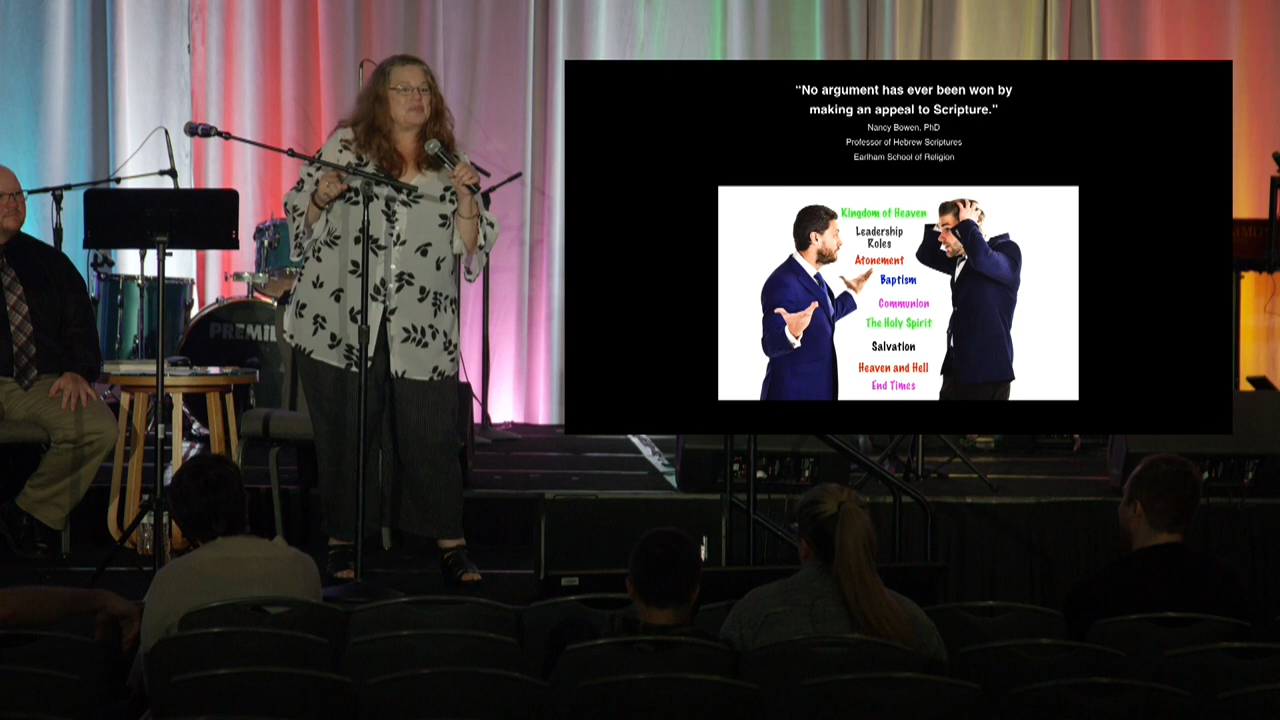 “No argument has ever been won by
making an appeal to Scripture.”
Nancy Bowen, PhD
Professor of Hebrew Scriptures
Earlham School of Religion
Kingdom of Heaven
Leadership
Roles
Atonement
Baptism
Communion
The Holy Spirit
Salvation
Heaven and Hell
End Times